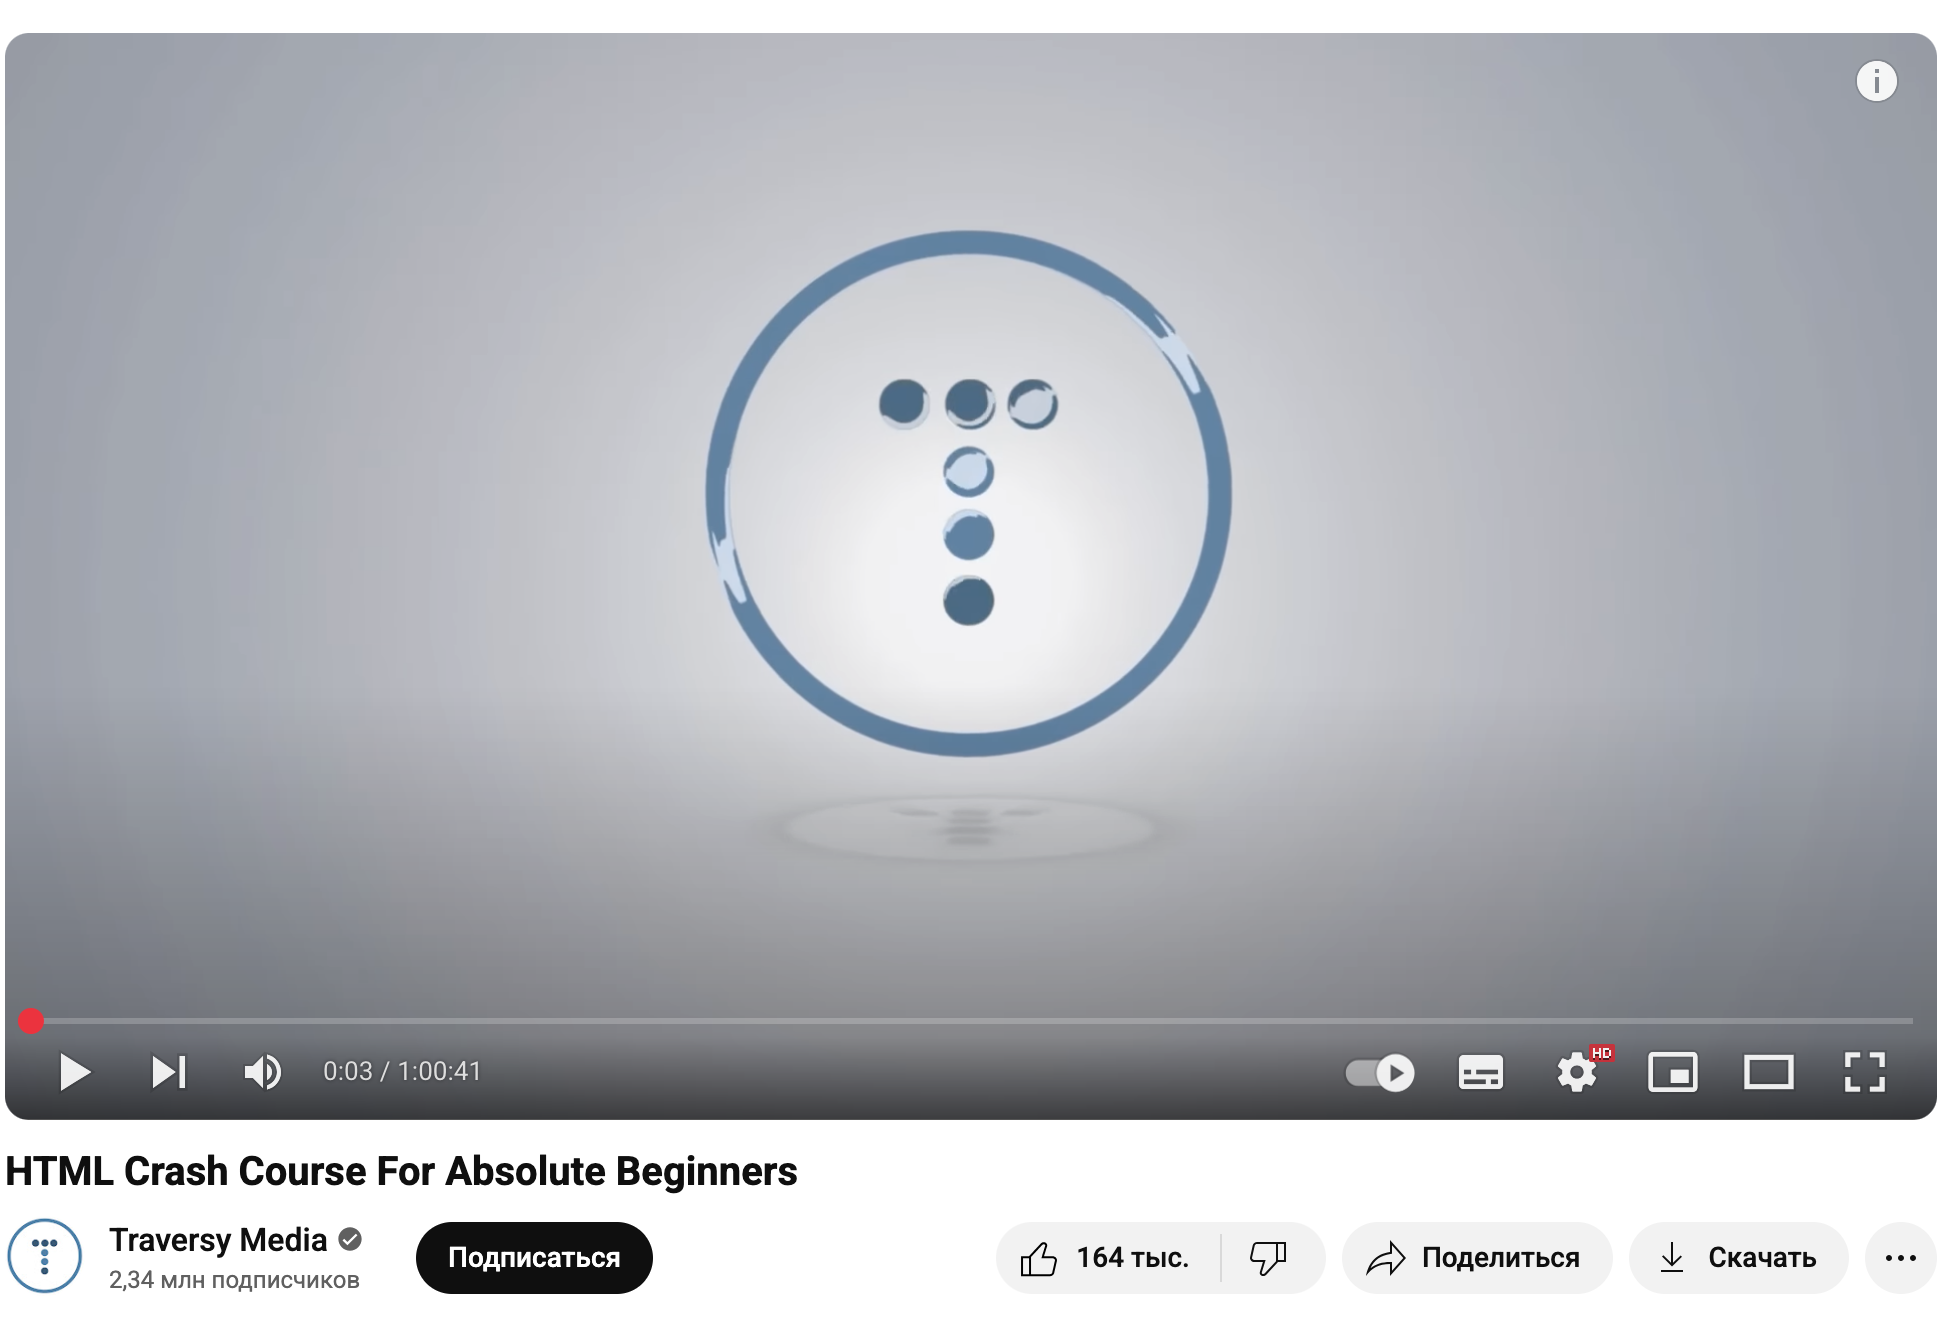 HD
0:03 / 1:00:41
HTML Crash Course For Absolute Beginners
Traversy Media
2,34 млн подписчиков
Подписаться
164 тыс.
Поделиться
Скачать